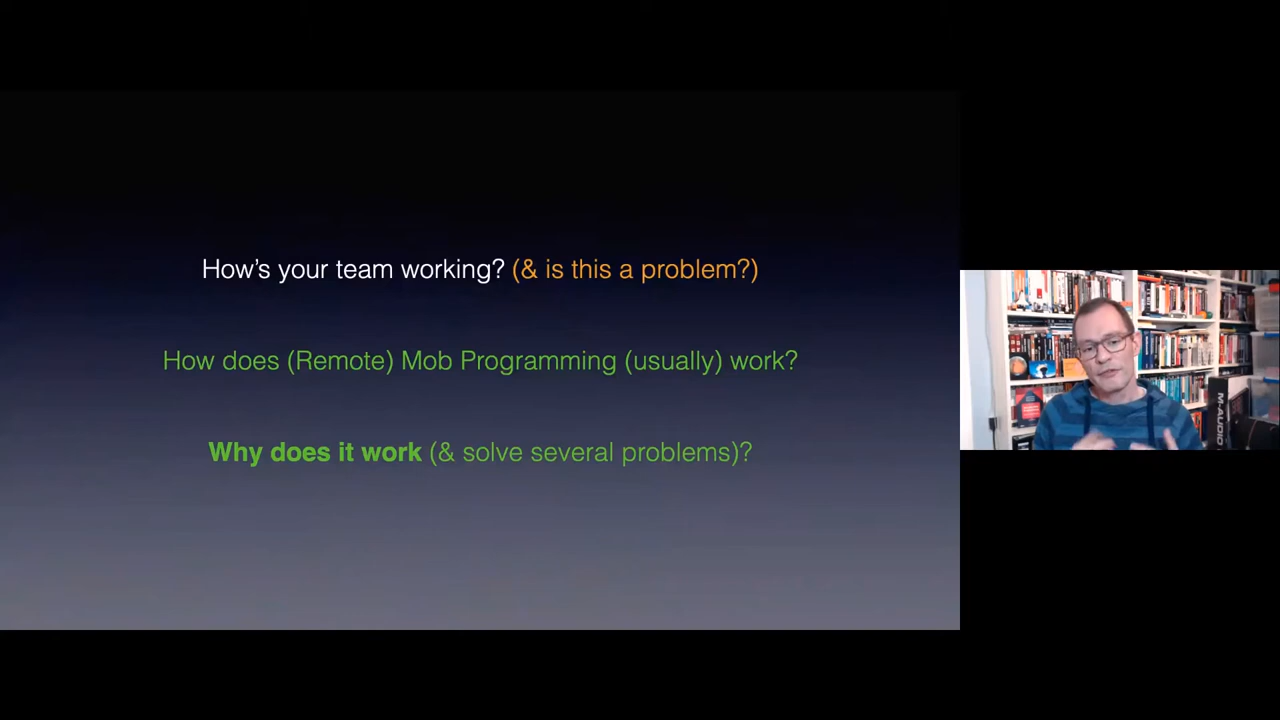 How's your team working? (& is this a problem?)
How does (Remote) Mob Programming (usually) work?
Why does it work (& solve several problems)?
M-AUDIO